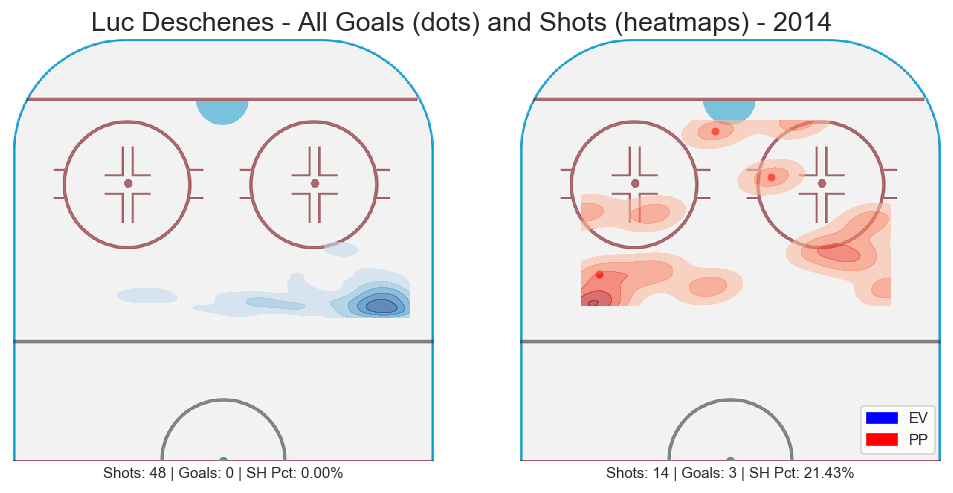 Luc Deschenes - All Goals (dots) and Shots (heatmaps) - 2014
EV
PP
Shots: 48 | Goals: 0 | SH Pct: 0.00%
Shots: 14 | Goals: 3 | SH Pct: 21.43%